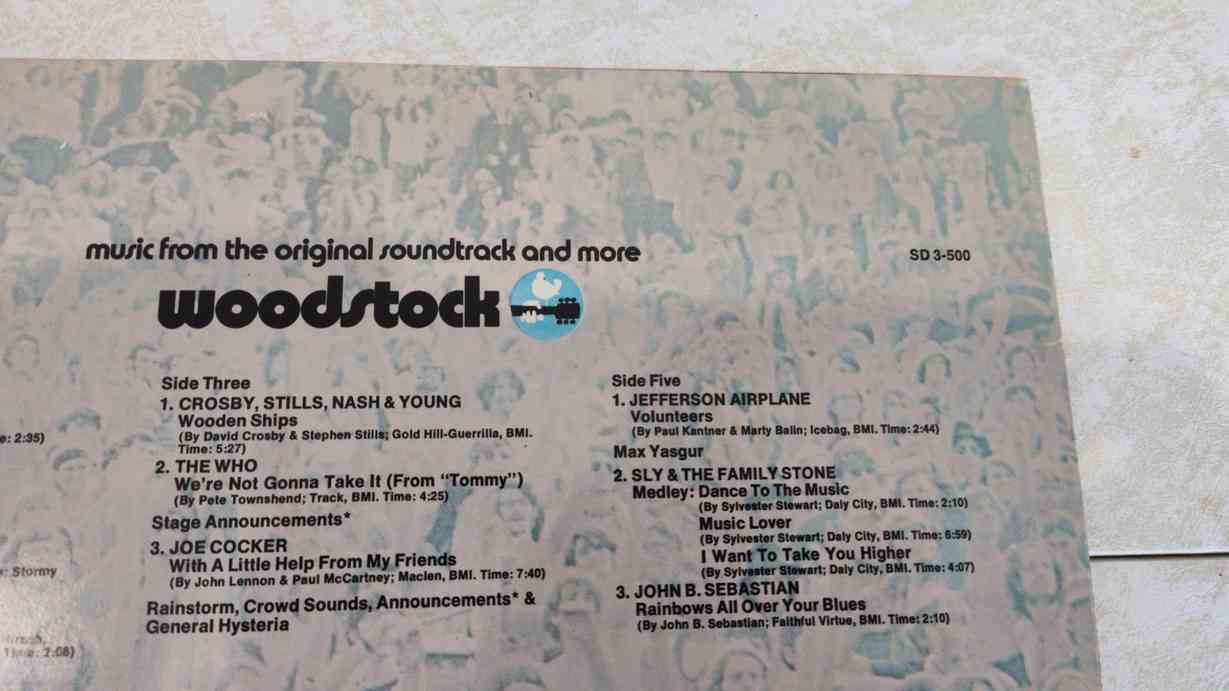 music from the original soundtrack and more
SD 3-500
woodstock
e: 2:35)
: Stormy
Time: 2:08)
Side Three
1. CROSBY, STILLS, NASH & YOUNG
Wooden Ships
(By David Crosby & Stephen Stills; Gold Hill-Guerrilla, BMI.
Time: 5:27)
2. THE WHO
We're Not Gonna Take It (From "Tommy")
(By Pete Townshend; Track, BMI. Time: 4:25)
Stage Announcements*
3. JOE COCKER
With A Little Help From My Friends
(By John Lennon & Paul McCartney; Maclen, BMI. Time: 7:40)
Rainstorm, Crowd Sounds, Announcements* &
General Hysteria
Side Five
1. JEFFERSON AIRPLANE
Volunteers
(By Paul Kantner & Marty Balin; Icebag, BMI. Time: 2:44)
Max Yasgur
2. SLY & THE FAMILY STONE
Medley: Dance To The Music
(By Sylvester Stewart; Daly City, BMI. Time: 2:10)
Music Lover
(By Sylvester Stewart; Daly City, BMI. Time: 6:59)
I Want To Take You Higher
(By Sylvester Stewart; Daly City, BMI. Time: 4:07)
3. JOHN B. SEBASTIAN
Rainbows All Over Your Blues
(By John B. Sebastian; Faithful Virtue, BMI. Time: 2:10)